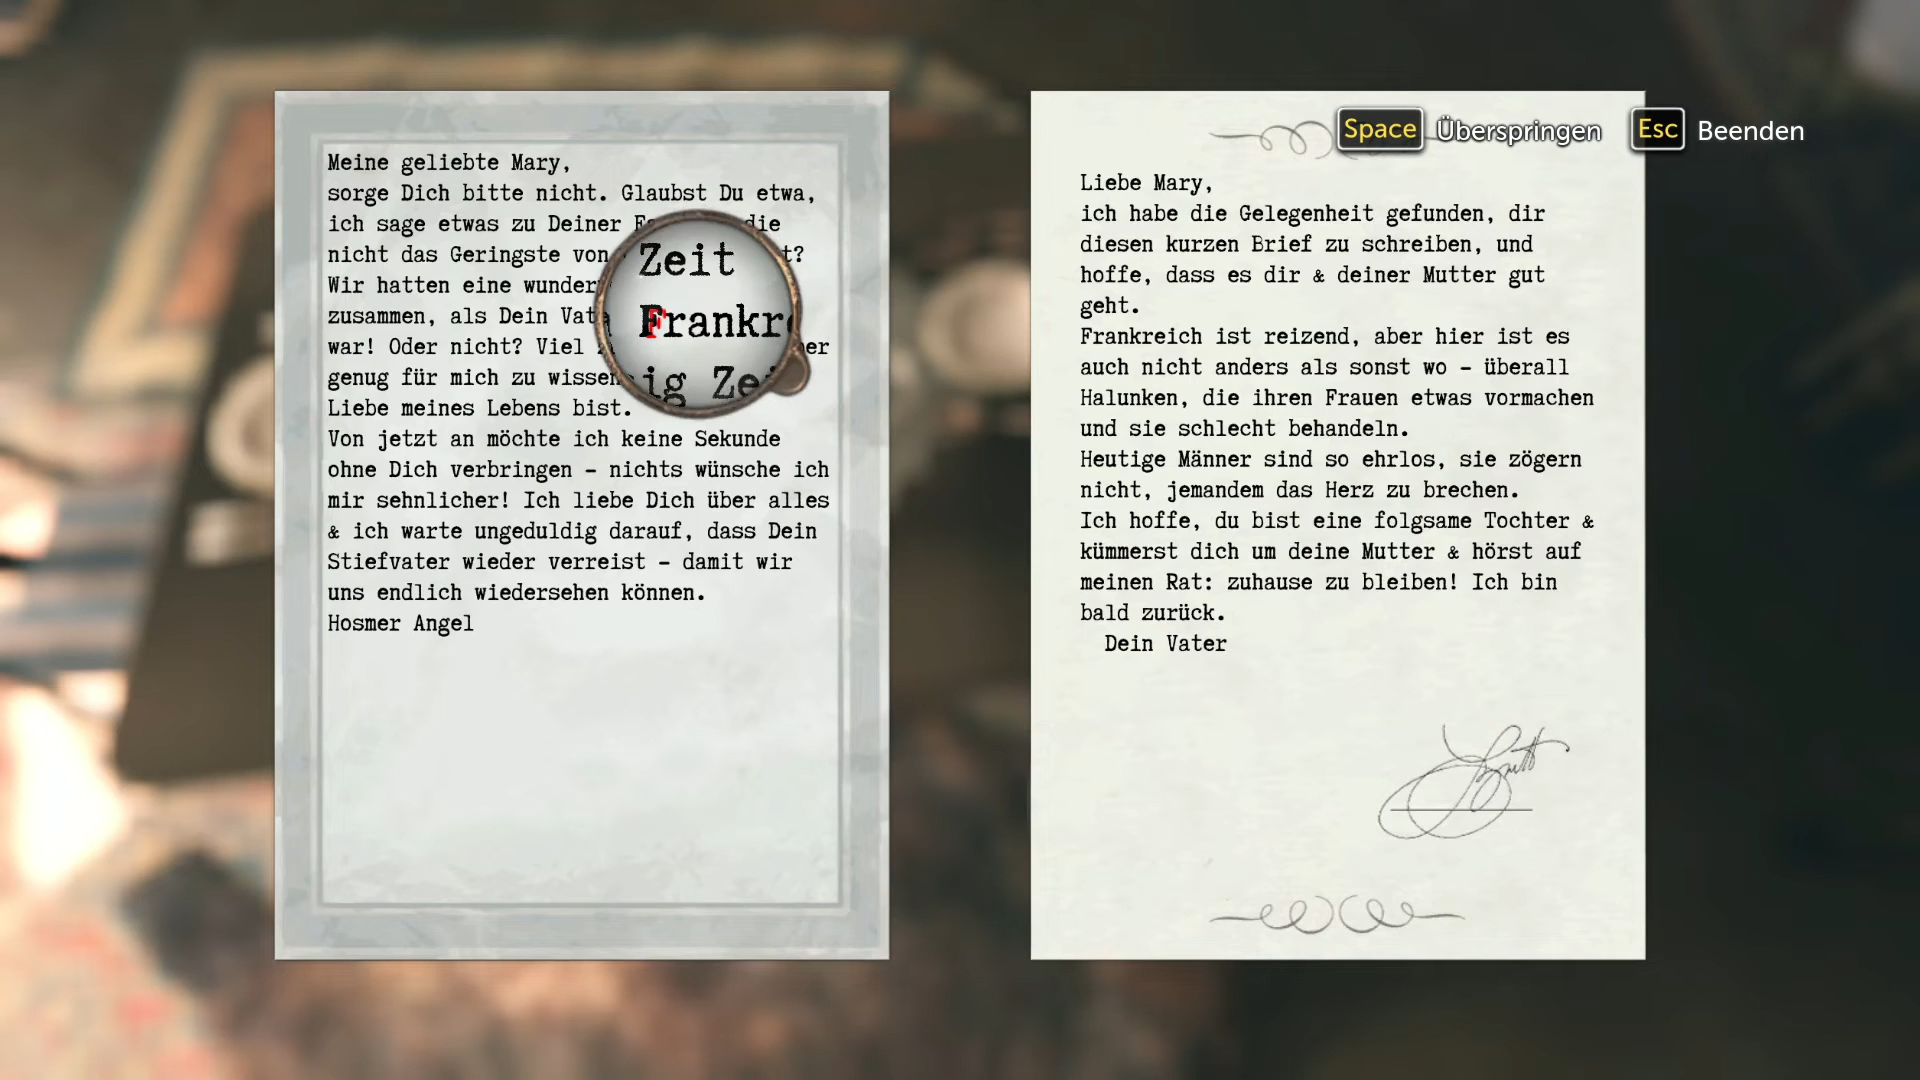 Meine geliebte Mary,
sorge Dich bitte nicht. Glaubst Du etwa,
ich sage etwas zu Deiner die
nicht das Geringste von
Wir hatten eine
zusammen, als Dein
war! Oder nicht? Viel
genug für mich zu
Liebe meines Lebens bist.
Von jetzt an möchte ich keine Sekunde
ohne Dich verbringen – nichts wünsche ich
mir sehnlicher! Ich liebe Dich über alles
& ich warte ungeduldig darauf, dass Dein
Stiefvater wieder verreist – damit wir
uns endlich wiedersehen können.
Hosmer Angel
Zeit
Liebe Mary,
ich habe die Gelegenheit gefunden, dir
diesen kurzen Brief zu schreiben, und
hoffe, dass es dir & deiner Mutter gut
geht.
Frankreich ist reizend, aber hier ist es
auch nicht anders als sonst wo – überall
Halunken, die ihren Frauen etwas vormachen
und sie schlecht behandeln.
Heutige Männer sind so ehrlos, sie zögern
nicht, jemandem das Herz zu brechen.
Ich hoffe, du bist eine folgsame Tochter &
kümmerst dich um deine Mutter & hörst auf
meinen Rat: zuhause zu bleiben! Ich bin
bald zurück.
Dein Vater
Space Überspringen Esc Beenden